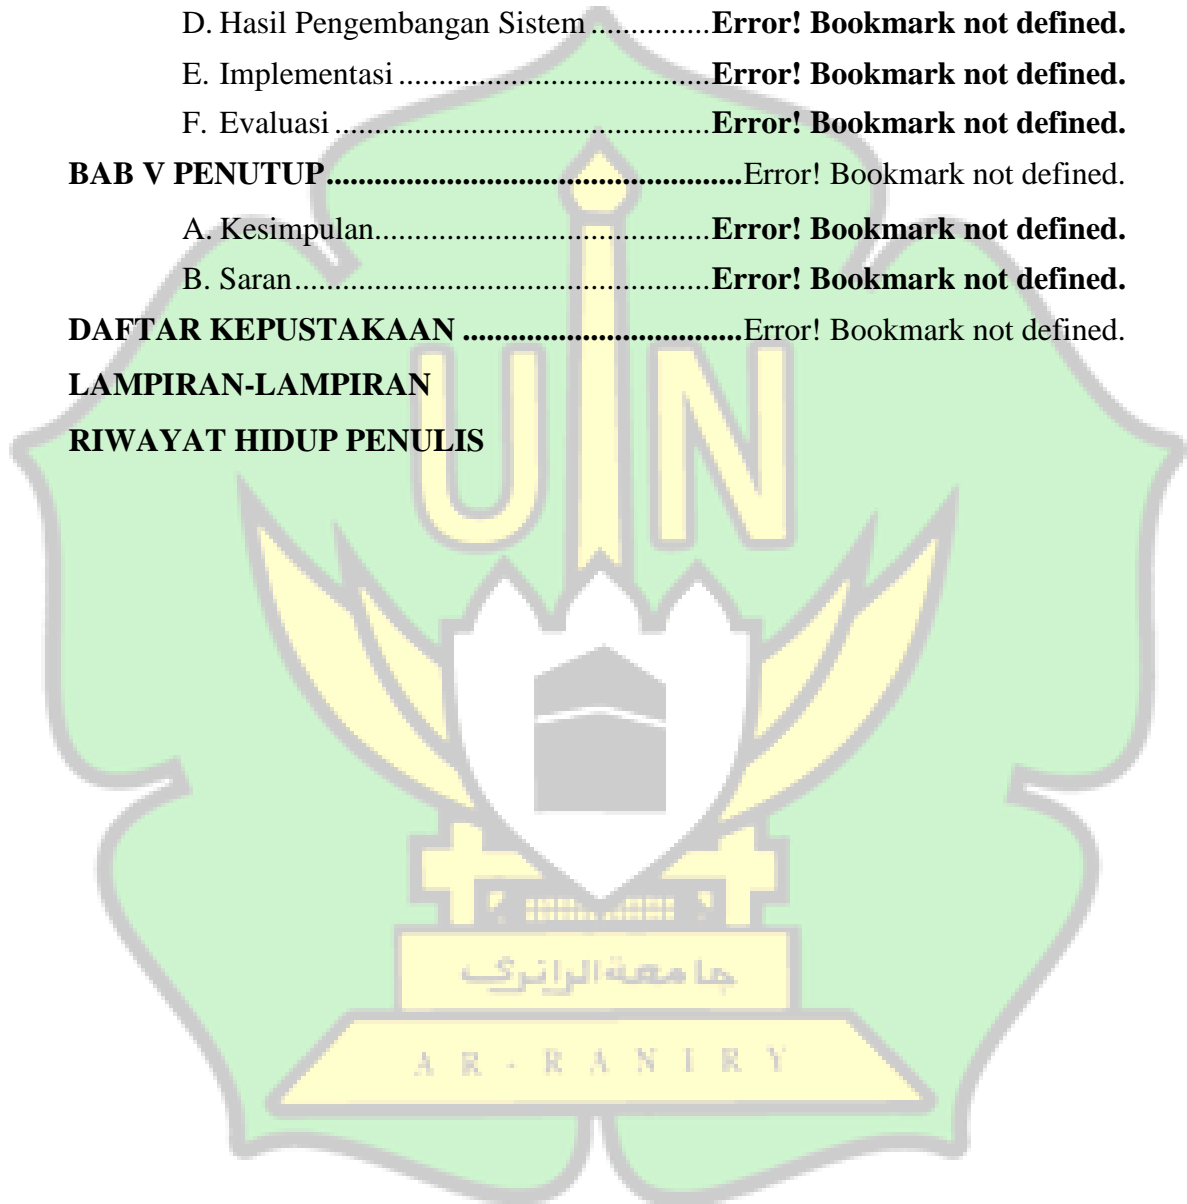 D. Hasil Pengembangan Sistem...............Error! Bookmark not defined.
E. Implementasi.......................................Error! Bookmark not defined.
F. Evaluasi...............................................Error! Bookmark not defined.
BAB V PENUTUP....................................................Error! Bookmark not defined.
A. Kesimpulan..........................................Error! Bookmark not defined.
B. Saran....................................................Error! Bookmark not defined.
DAFTAR KEPUSTAKAAN ...................................Error! Bookmark not defined.
LAMPIRAN-LAMPIRAN
RIWAYAT HIDUP PENULIS
UIN
جامعة الرانري
AR-RANIRY